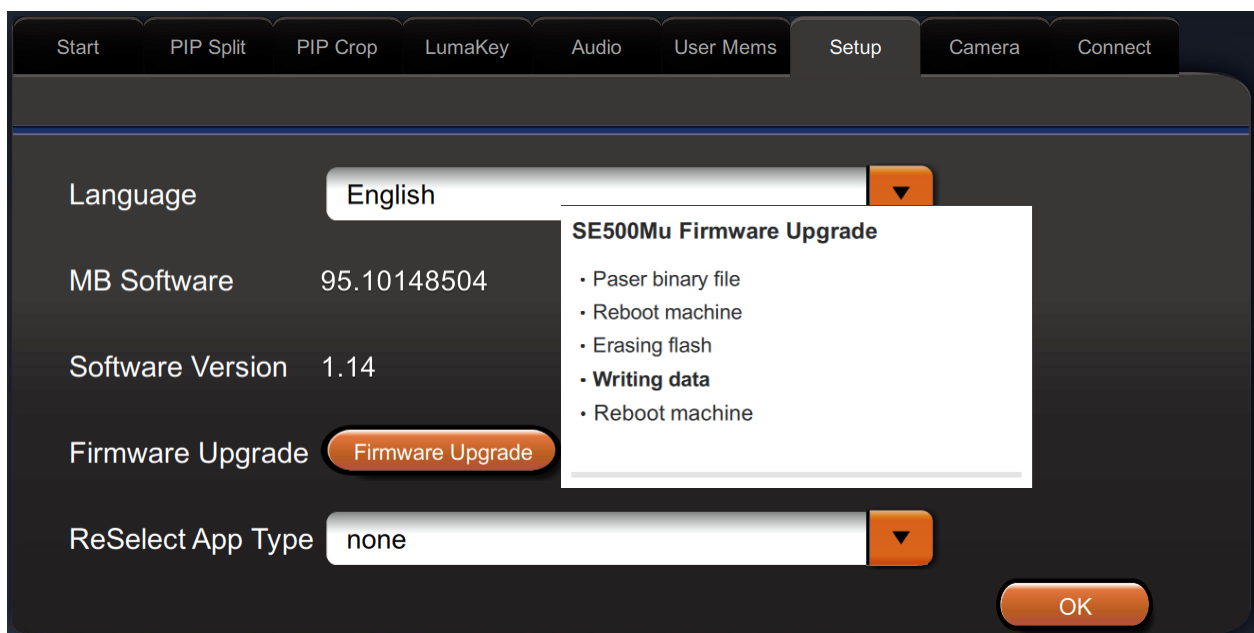 Start PIP Split PIP Crop LumaKey Audio User Mems Setup Camera Connect
Language English
SE500Mu Firmware Upgrade
• Paser binary file
• Reboot machine
• Erasing flash
• Writing data
• Reboot machine
MB Software 95.10148504
Software Version 1.14
Firmware Upgrade Firmware Upgrade
ReSelect App Type none
OK